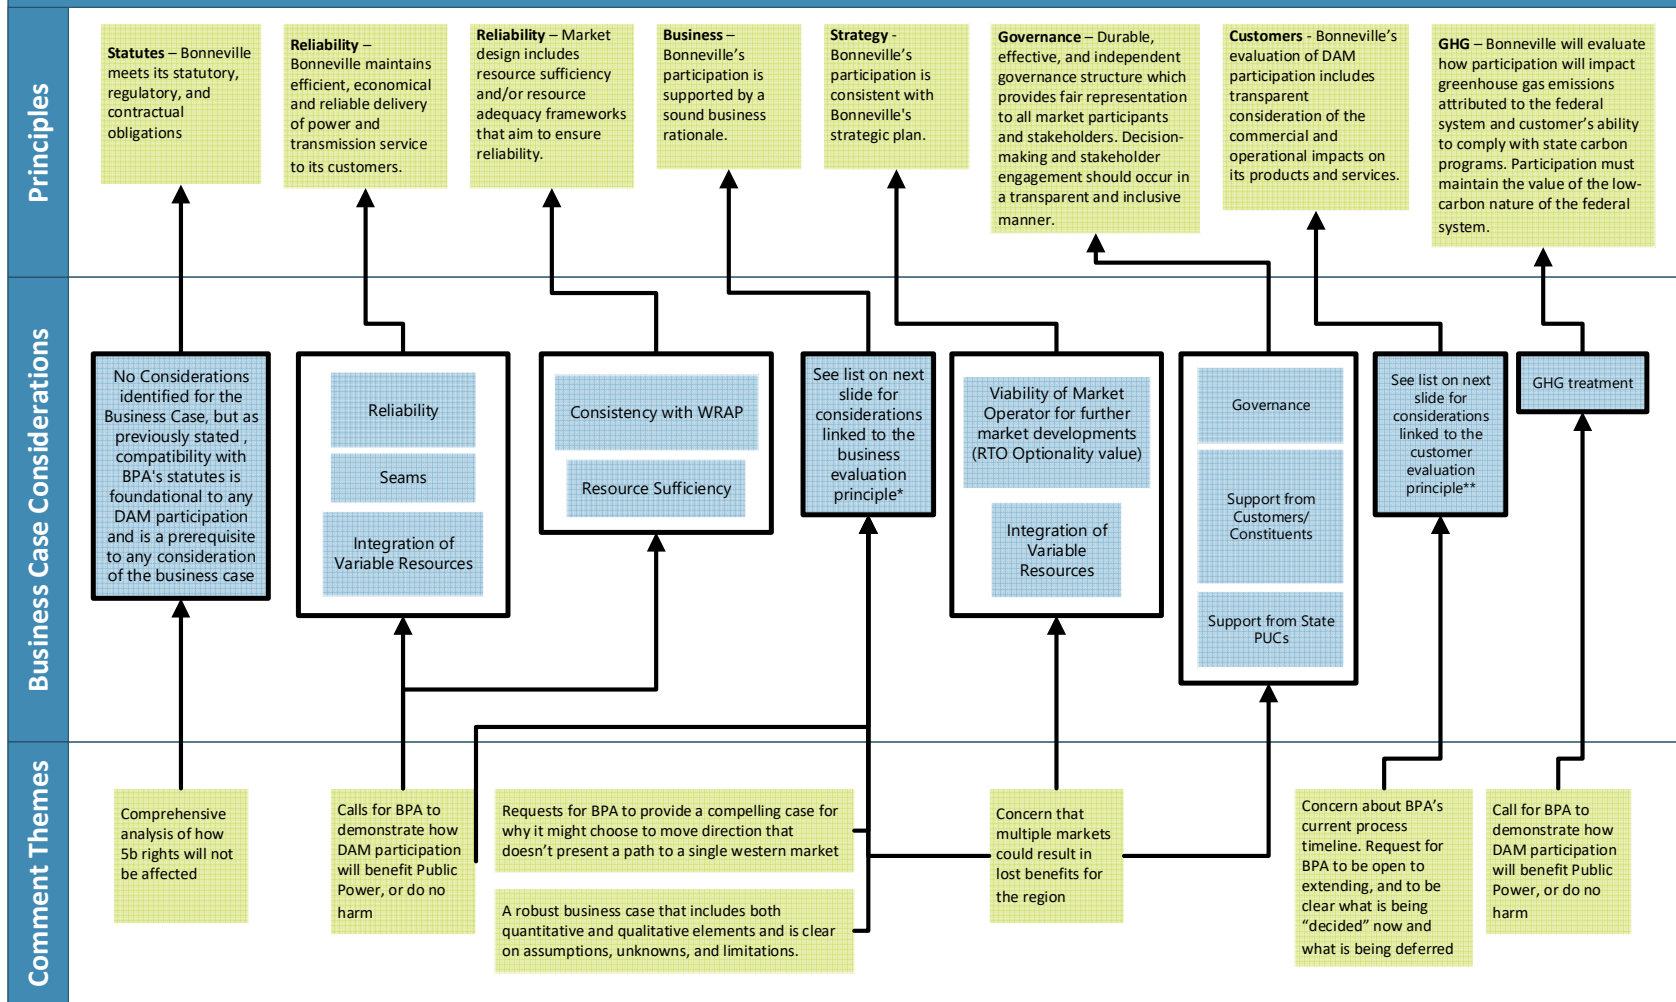 Principles
Statutes – Bonneville
meets its statutory,
regulatory, and
contractual
obligations
Reliability –
Bonneville maintains
efficient, economical
and reliable delivery
of power and
transmission service
to its customers.
Reliability – Market
design includes
resource sufficiency
and/or resource
adequacy frameworks
that aim to ensure
reliability.
Business –
Bonneville’s
participation is
supported by a
sound business
rationale.
Strategy -
Bonneville’s
participation is
consistent with
Bonneville's
strategic plan.
Governance – Durable,
effective, and independent
governance structure which
provides fair representation
to all market participants
and stakeholders. Decision-
making and stakeholder
engagement should occur in
a transparent and inclusive
manner.
Customers - Bonneville’s
evaluation of DAM
participation includes
transparent
consideration of the
commercial and
operational impacts on
its products and services.
GHG – Bonneville will evaluate
how participation will impact
greenhouse gas emissions
attributed to the federal
system and customer’s ability
to comply with state carbon
programs. Participation must
maintain the value of the low-
carbon nature of the federal
system.
Business Case Considerations
No Considerations
identified for the
Business Case, but as
previously stated ,
compatibility with
BPA's statutes is
foundational to any
DAM participation
and is a prerequisite
to any consideration
of the business case
Reliability
Seams
Integration of
Variable Resources
Consistency with WRAP
Resource Sufficiency
See list on next
slide for
considerations
linked to the
business
evaluation
principle*
Viability of Market
Operator for further
market developments
(RTO Optionality value)
Integration of
Variable
Resources
Governance
Support from
Customers/
Constituents
Support from State
PUCs
See list on next
slide for
considerations
linked to the
customer
evaluation
principle**
GHG treatment
Comment Themes
Comprehensive
analysis of how
5b rights will not
be affected
Calls for BPA to
demonstrate how
DAM participation
will benefit Public
Power, or do no
harm
Requests for BPA to provide a compelling case for
why it might choose to move direction that
doesn’t present a path to a single western market
A robust business case that includes both
quantitative and qualitative elements and is clear
on assumptions, unknowns, and limitations.
Concern that
multiple markets
could result in
lost benefits for
the region
Concern about BPA’s
current process
timeline. Request for
BPA to be open to
extending, and to be
clear what is being
“decided” now and
what is being deferred
Call for BPA to
demonstrate how
DAM participation
will benefit Public
Power, or do no
harm